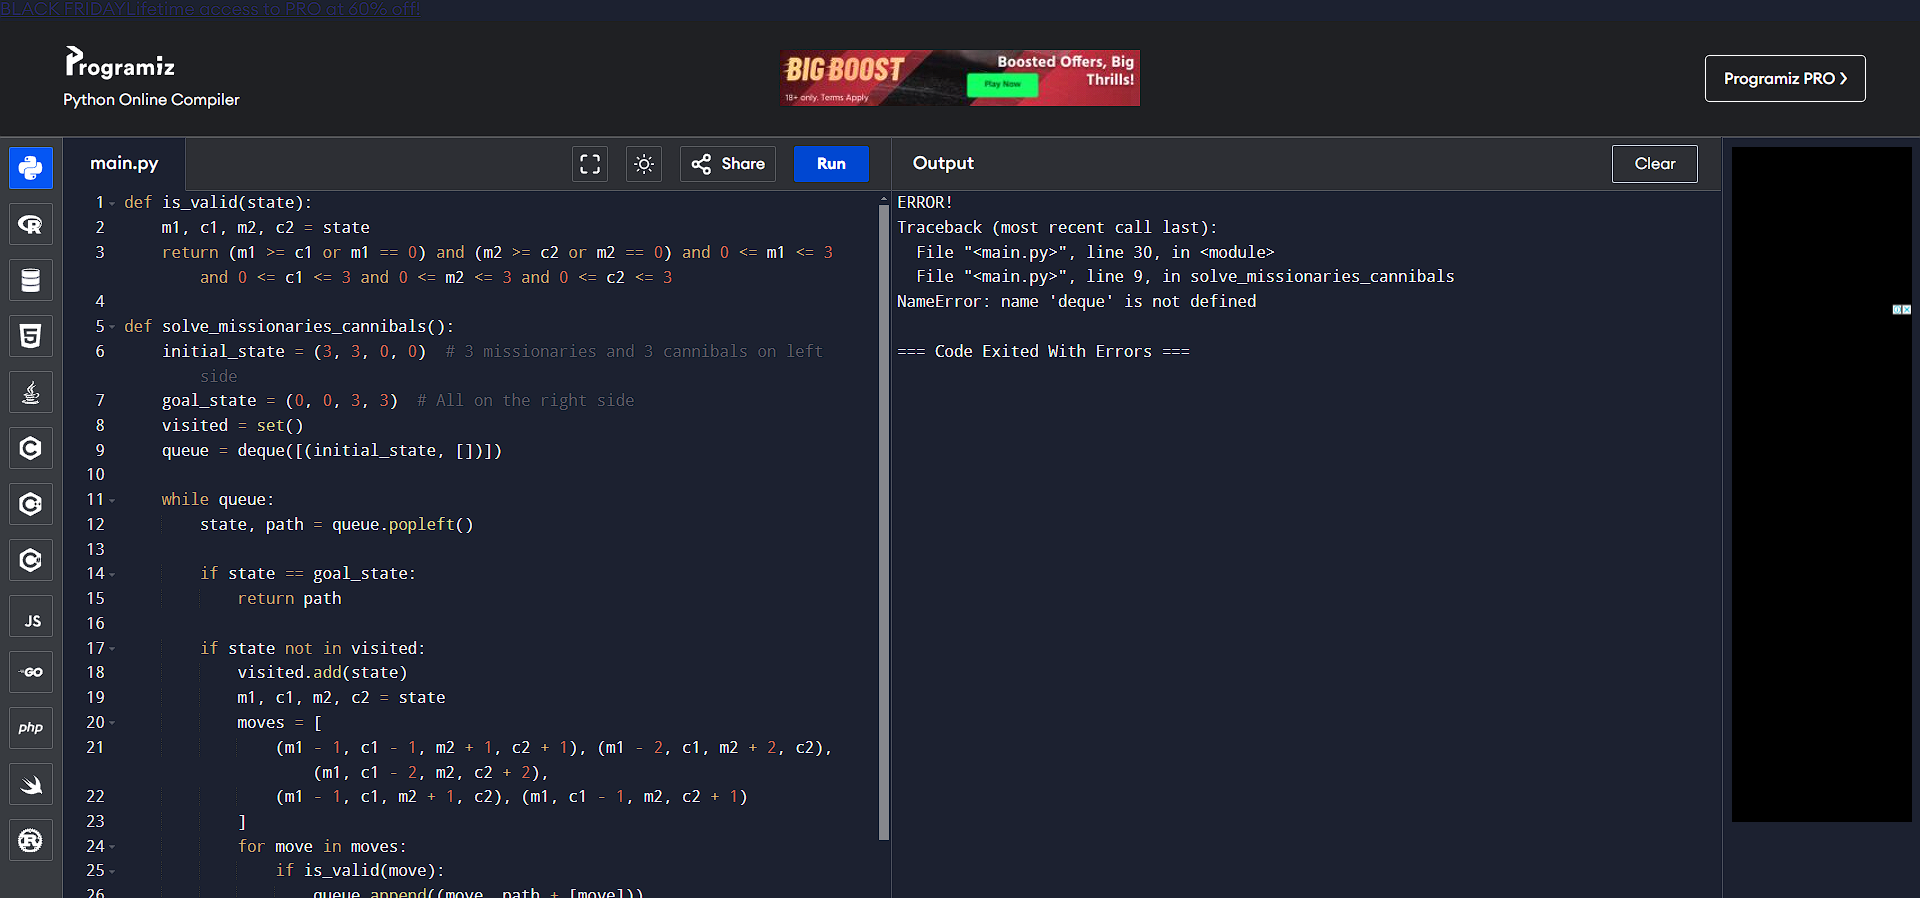 BLACK FRIDAYLifetime access to PRO at 60% off!
Programiz
Python Online Compiler
BIG BOOST
18+ only. Terms Apply
Boosted Offers, Big
Thrills!
Play Now
Programiz PRO
main.py
Share
Run
Output
Clear
1 def is_valid(state):
2 m1, c1, m2, c2 = state
3 return (m1 >= c1 or m1 == 0) and (m2 >= c2 or m2 == 0) and 0 <= m1 <= 3
and 0 <= c1 <= 3 and 0 <= m2 <= 3 and 0 <= c2 <= 3
4
5 def solve_missionaries_cannibals():
6 initial_state = (3, 3, 0, 0)  # 3 missionaries and 3 cannibals on left
side
7 goal_state = (0, 0, 3, 3)  # All on the right side
8 visited = set()
9 queue = deque([(initial_state, [])])
10
11 while queue:
12 state, path = queue.popleft()
13
14 if state == goal_state:
15 return path
16
17 if state not in visited:
18 visited.add(state)
19 m1, c1, m2, c2 = state
20 moves = [
21 (m1 - 1, c1 - 1, m2 + 1, c2 + 1), (m1 - 2, c1, m2 + 2, c2),
(m1, c1 - 2, m2, c2 + 2),
22 (m1 - 1, c1, m2 + 1, c2), (m1, c1 - 1, m2, c2 + 1)
23 ]
24 for move in moves:
25 if is_valid(move):
26 queue.append((move, path + [move]))
ERROR!
Traceback (most recent call last):
File "<main.py>", line 30, in <module>
File "<main.py>", line 9, in solve_missionaries_cannibals
NameError: name 'deque' is not defined
=== Code Exited With Errors ===
R
5
C
C
C
JS
GO
php
R